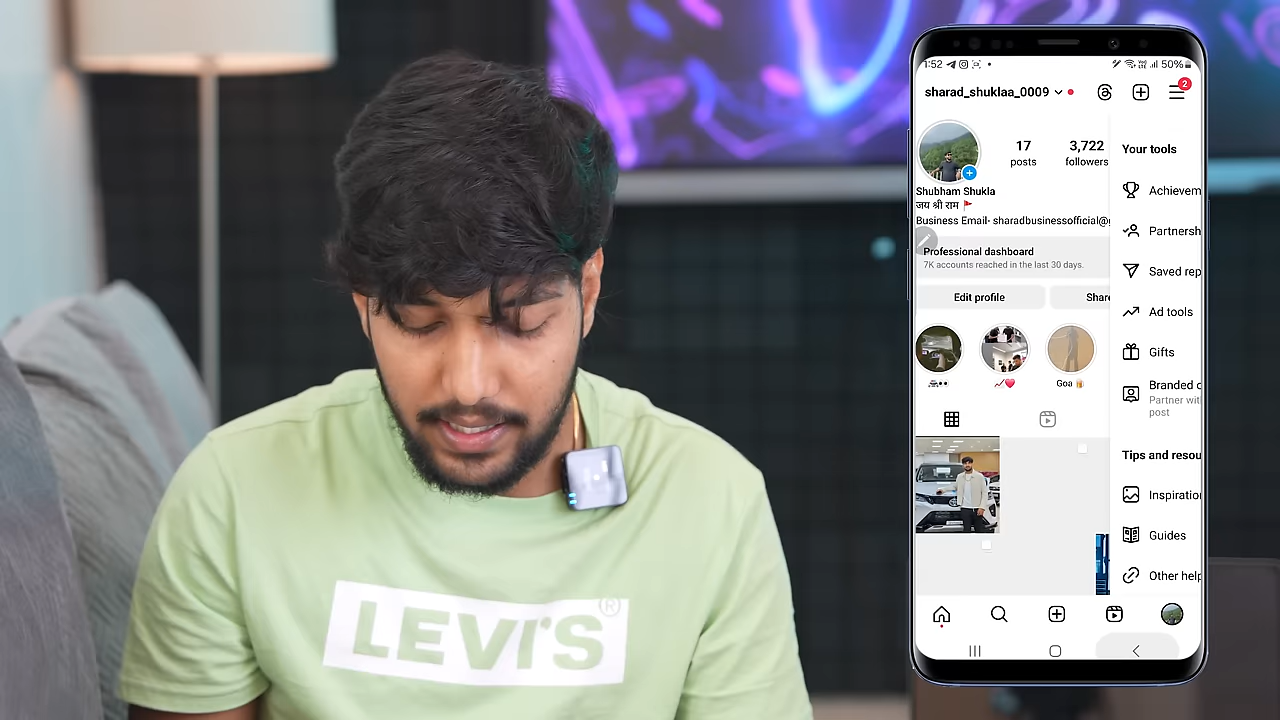 LEVI'S®
1:52
50%
sharad_shuklaa_0009
2
17
posts
3,722
followers
Shubham Shukla
जय श्री राम 🚩
Business Email- sharadbusinessofficial@
Professional dashboard
7K accounts reached in the last 30 days.
Edit profile
Share
Goa
Your tools
Achievem
Partnersh
Saved rep
Ad tools
Gifts
Branded c
Partner wit
post
Tips and resou
Inspiratio
Guides
Other help